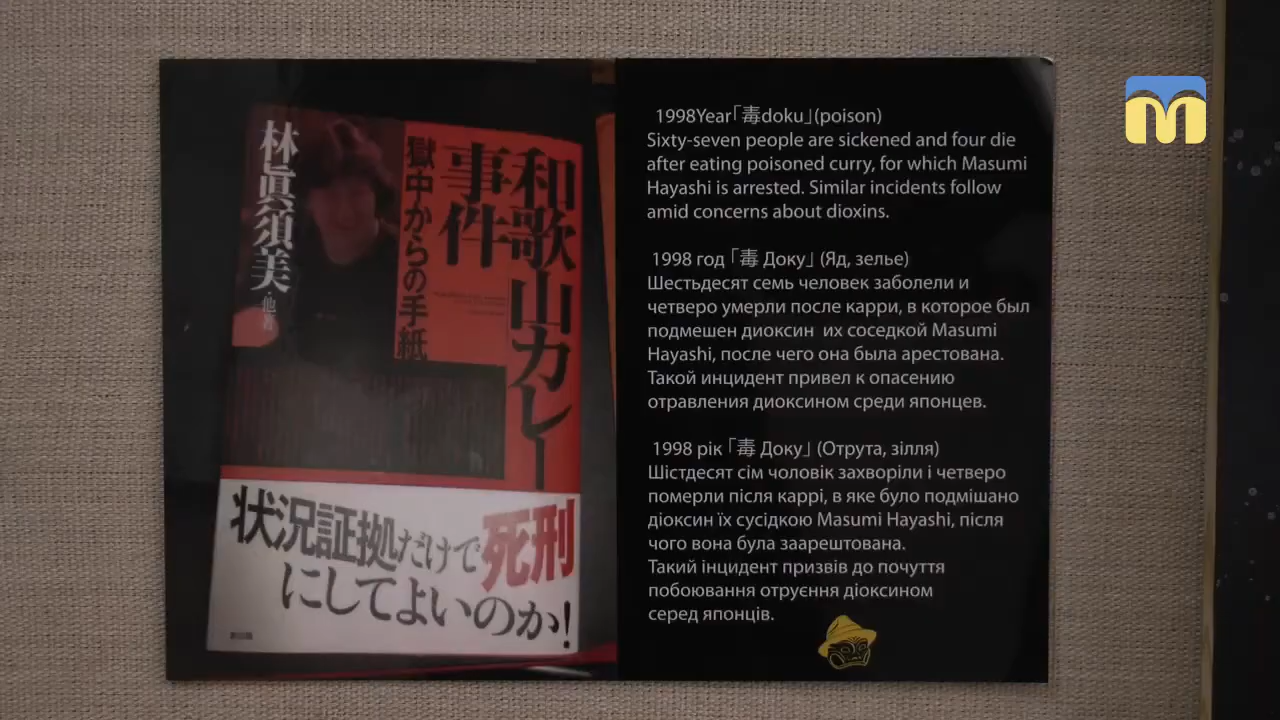 和歌山カレー
事件
獄中からの手紙
林眞須美
・他著
状況証拠だけで死刑
にしてよいのか!
1998Year「毒doku」(poison)
Sixty-seven people are sickened and four die
after eating poisoned curry, for which Masumi
Hayashi is arrested. Similar incidents follow
amid concerns about dioxins.
1998 год 「毒 Доку」 (Яд, зелье)
Шестьдесят семь человек заболели и
четверо умерли после карри, в которое был
подмешен диоксин их соседкой Masumi
Hayashi, после чего она была арестована.
Такой инцидент привел к опасению
отравления диоксином среди японцев.
1998 рік 「毒 Доку」 (Отрута, зілля)
Шістдесят сім чоловік захворіли і четверо
померли після каррі, в яке було подмішано
діоксин їх сусідкою Masumi Hayashi, після
чого вона була заарештована.
Такий інцидент призвів до почуття
побоювання отруєння діоксином
серед японців.